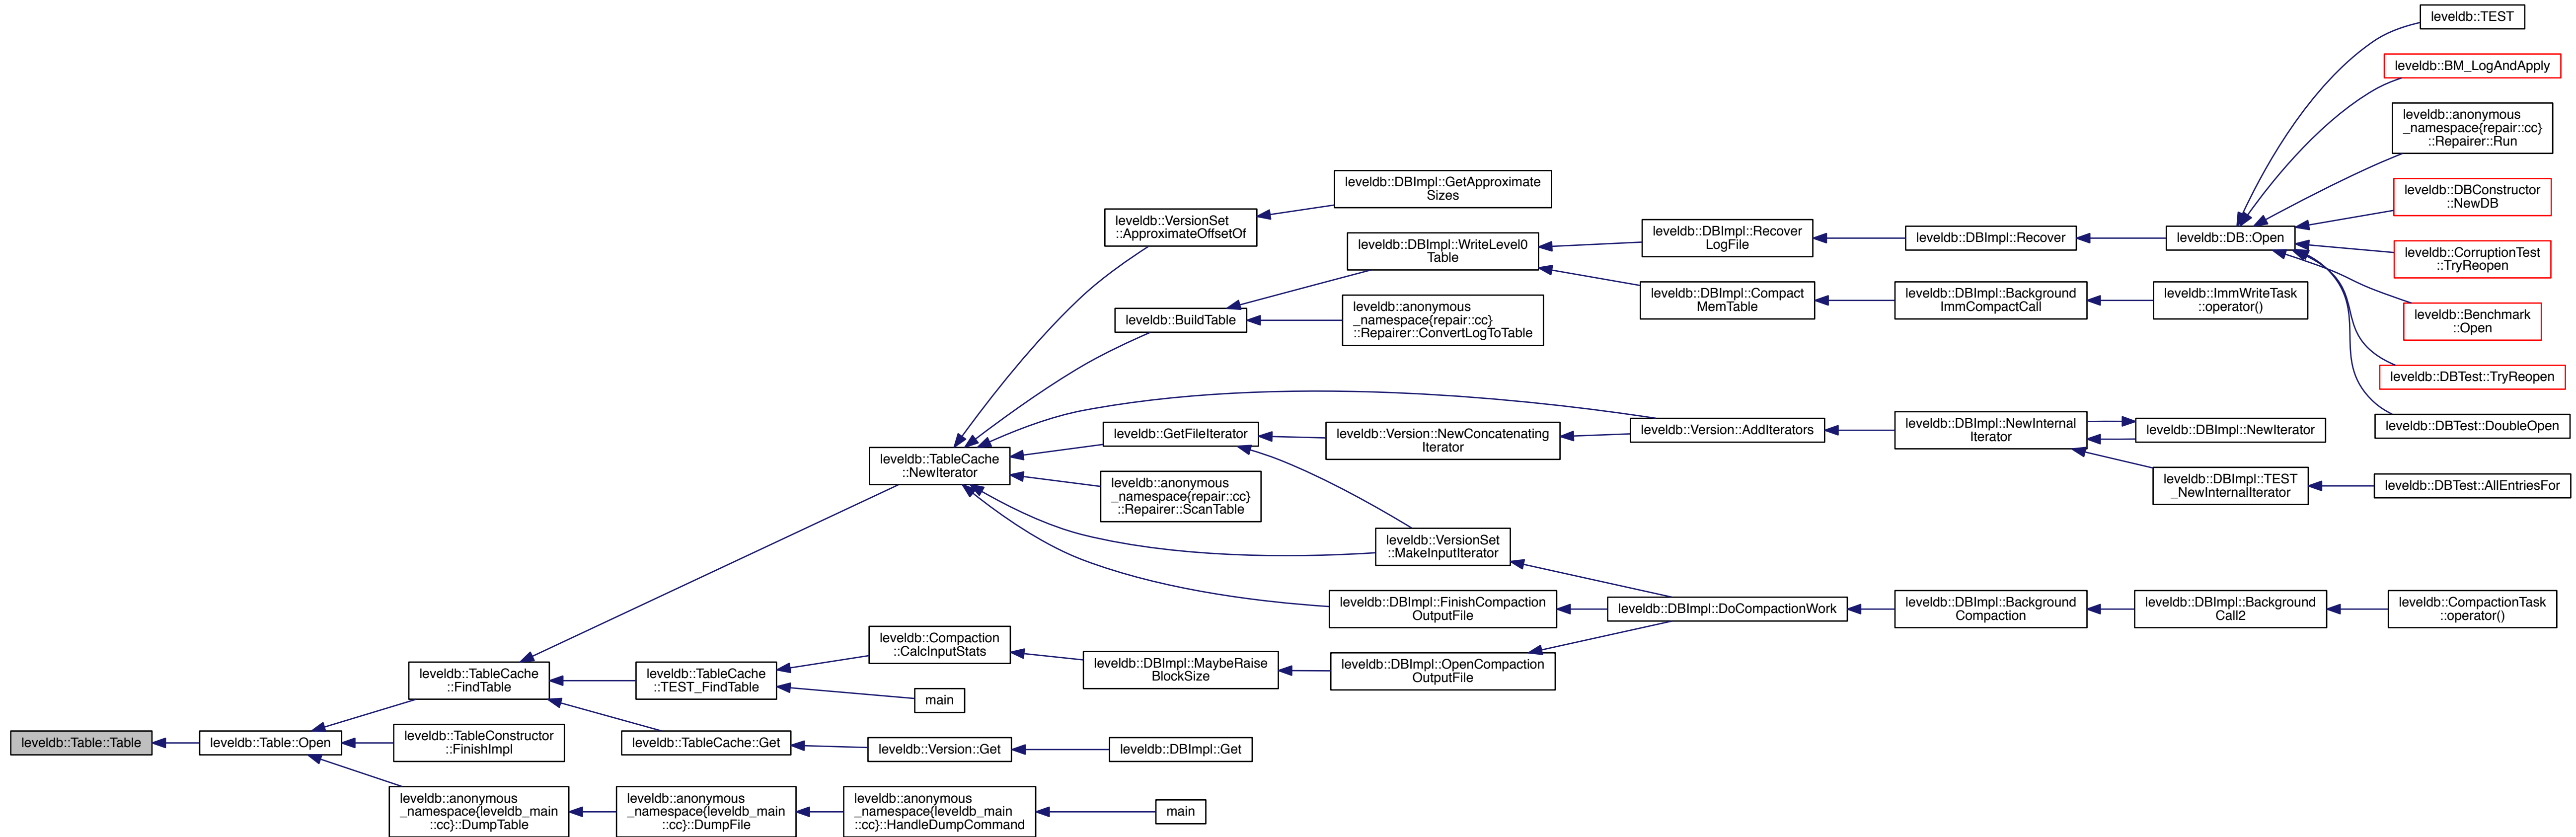 leveldb::Table::Table
leveldb::Table::Open
leveldb::TableCache
::FindTable
leveldb::TableConstructor
::FinishImpl
leveldb::anonymous
_namespace{leveldb_main
::cc}::DumpTable
leveldb::TableCache
::TEST_FindTable
leveldb::TableCache::Get
leveldb::anonymous
_namespace{leveldb_main
::cc}::DumpFile
leveldb::TableCache
::NewIterator
leveldb::Compaction
::CalcInputStats
main
leveldb::Version::Get
leveldb::anonymous
_namespace{leveldb_main
::cc}::HandleDumpCommand
leveldb::VersionSet
::ApproximateOffsetOf
leveldb::BuildTable
leveldb::GetFileIterator
leveldb::anonymous
_namespace{repair::cc}
::Repairer::ScanTable
leveldb::DBImpl::MaybeRaise
BlockSize
leveldb::DBImpl::Get
main
leveldb::DBImpl::GetApproximate
Sizes
leveldb::DBImpl::WriteLevel0
Table
leveldb::anonymous
_namespace{repair::cc}
::Repairer::ConvertLogToTable
leveldb::Version::NewConcatenating
Iterator
leveldb::VersionSet
::MakeInputIterator
leveldb::DBImpl::FinishCompaction
OutputFile
leveldb::DBImpl::OpenCompaction
OutputFile
leveldb::DBImpl::Recover
LogFile
leveldb::DBImpl::Compact
MemTable
leveldb::Version::AddIterators
leveldb::DBImpl::DoCompactionWork
leveldb::DBImpl::Recover
leveldb::DBImpl::Background
ImmCompactCall
leveldb::DBImpl::NewInternal
Iterator
leveldb::DBImpl::Background
Compaction
leveldb::DB::Open
leveldb::ImmWriteTask
::operator()
leveldb::DBImpl::NewIterator
leveldb::DBImpl::TEST
_NewInternalIterator
leveldb::DBImpl::Background
Call2
leveldb::TEST
leveldb::BM_LogAndApply
leveldb::anonymous
_namespace{repair::cc}
::Repairer::Run
leveldb::DBConstructor
::NewDB
leveldb::CorruptionTest
::TryReopen
leveldb::Benchmark
::Open
leveldb::DBTest::TryReopen
leveldb::DBTest::DoubleOpen
leveldb::DBTest::AllEntriesFor
leveldb::CompactionTask
::operator()